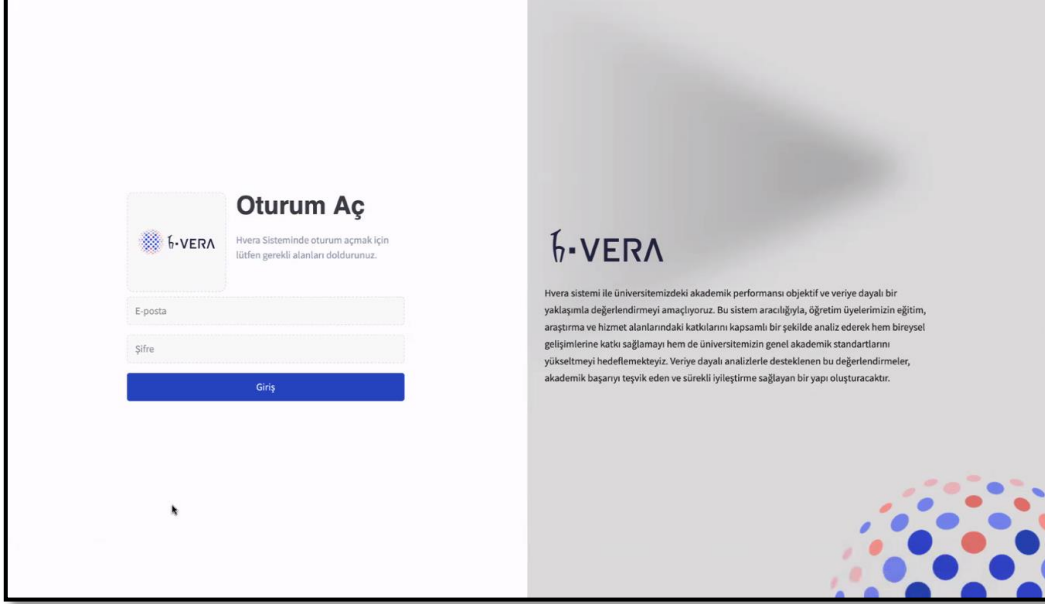 Oturum Aç
ɦ·VERA
Hvera Sisteminde oturum açmak için
lütfen gerekli alanları doldurunuz.
E-posta
Şifre
Giriş
ɦ·VERA
Hvera sistemi ile üniversitemizdeki akademik performansı objektif ve veriye dayalı bir
yaklaşımla değerlendirmeyi amaçlıyoruz. Bu sistem aracılığıyla, öğretim üyelerimizin eğitim,
araştırma ve hizmet alanlarındaki katkılarını kapsamlı bir şekilde analiz ederek hem bireysel
gelişimlerine katkı sağlamayı hem de üniversitemizin genel akademik standartlarını
yükseltmeyi hedeflemekteyiz. Veriye dayalı analizlerle desteklenen bu değerlendirmeler,
akademik başarıyı teşvik eden ve sürekli iyileştirme sağlayan bir yapı oluşturacaktır.